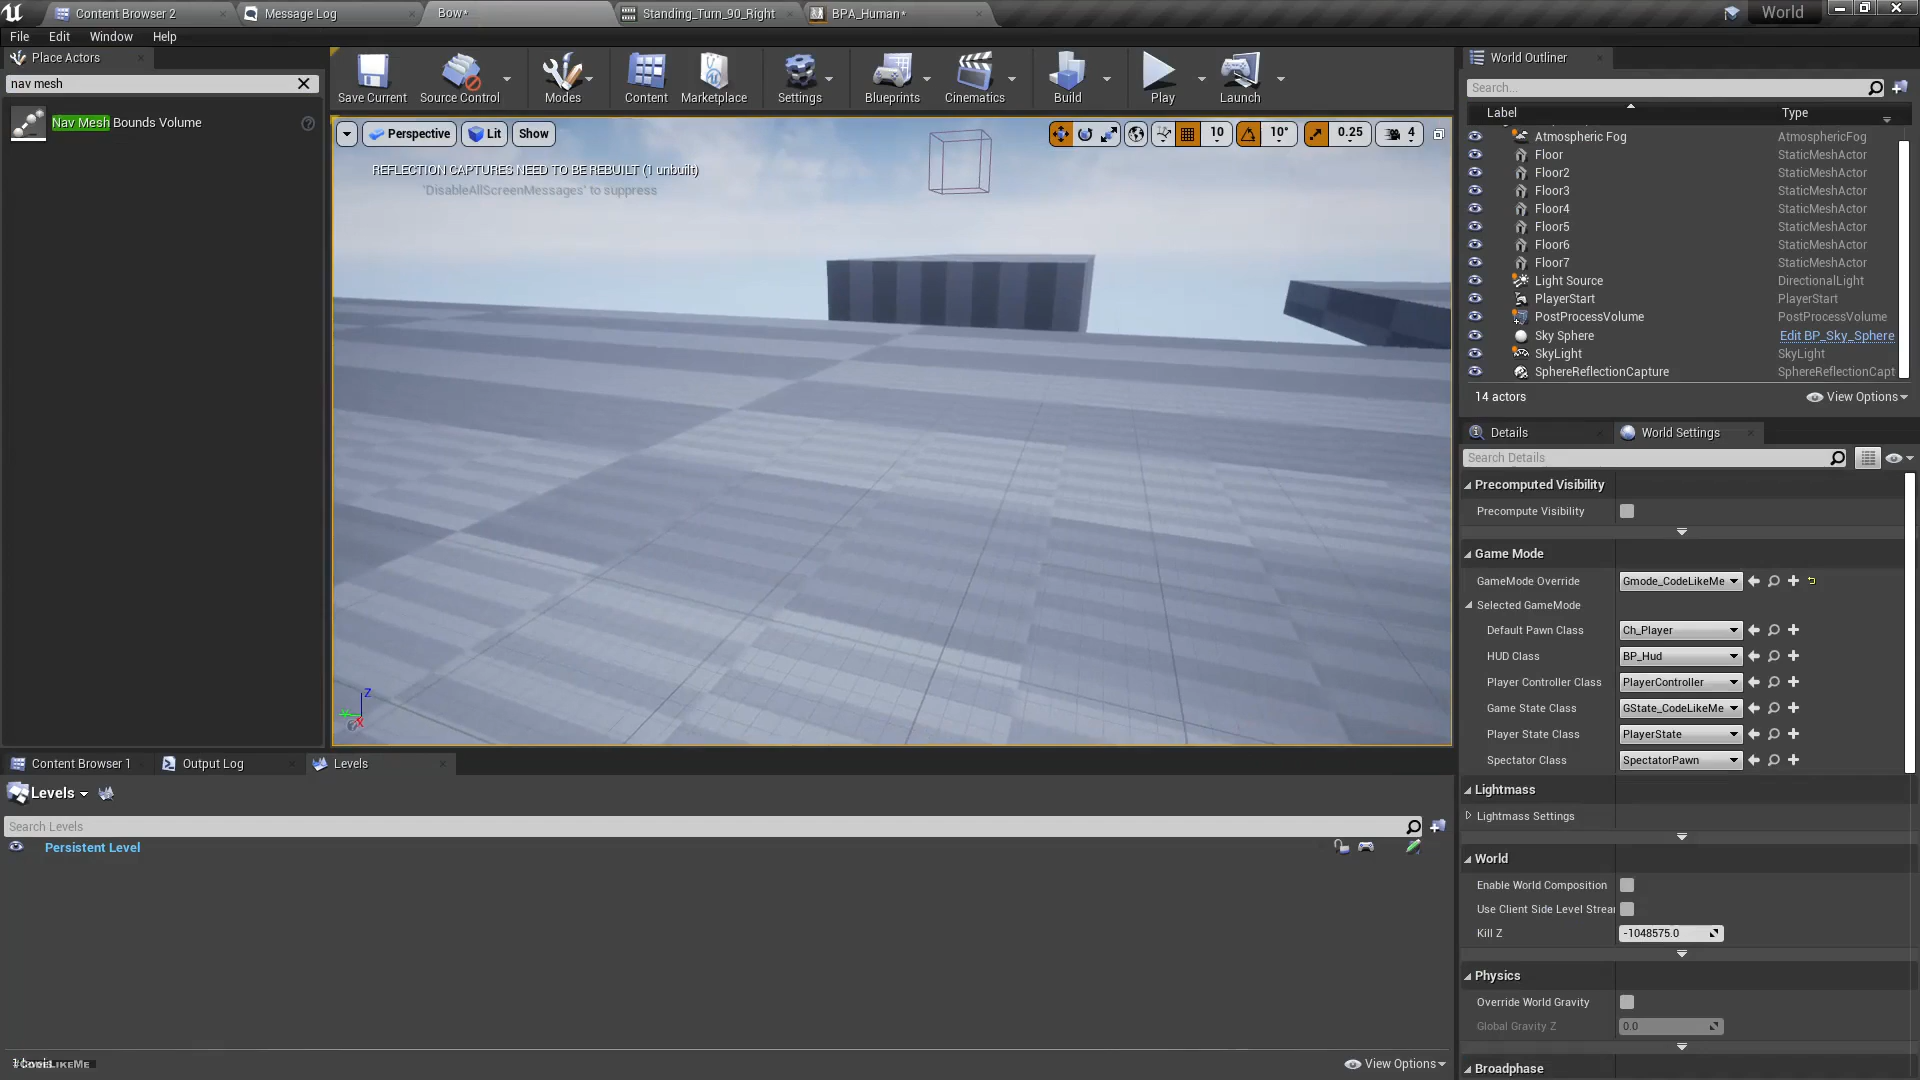 Content Browser 2
Message Log
Bow*
Standing_Turn_90_Right
BPA_Human*
World
File
Edit
Window
Help
Place Actors
nav mesh
Nav Mesh Bounds Volume
Save Current
Source Control
Modes
Content
Marketplace
Settings
Blueprints
Cinematics
Build
Play
Launch
Perspective
Lit
Show
10
10°
0.25
4
REFLECTION CAPTURES NEED TO BE REBUILT (1 unbuilt)
'DisableAllScreenMessages' to suppress
Z
X
World Outliner
Search...
Label
Type
Atmospheric Fog
AtmosphericFog
Floor
StaticMeshActor
Floor2
StaticMeshActor
Floor3
StaticMeshActor
Floor4
StaticMeshActor
Floor5
StaticMeshActor
Floor6
StaticMeshActor
Floor7
StaticMeshActor
Light Source
DirectionalLight
PlayerStart
PlayerStart
PostProcessVolume
PostProcessVolume
Sky Sphere
Edit BP_Sky_Sphere
SkyLight
SkyLight
SphereReflectionCapture
SphereReflectionCapt
14 actors
View Options
Details
World Settings
Search Details
Precomputed Visibility
Precompute Visibility
Game Mode
GameMode Override
Gmode_CodeLikeMe
Selected GameMode
Default Pawn Class
Ch_Player
HUD Class
BP_Hud
Player Controller Class
PlayerController
Game State Class
GState_CodeLikeMe
Player State Class
PlayerState
Spectator Class
SpectatorPawn
Lightmass
Lightmass Settings
World
Enable World Composition
Use Client Side Level Strea
Kill Z
-1048575.0
Physics
Override World Gravity
Global Gravity Z
0.0
Broadphase
Content Browser 1
Output Log
Levels
Levels
Search Levels
Persistent Level
#CODELIKEME
View Options